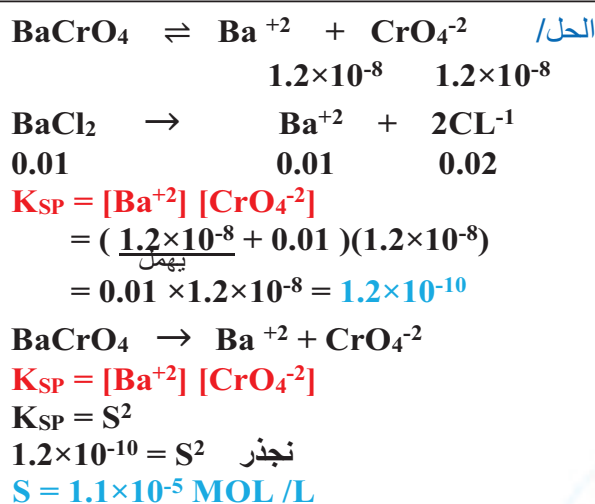 الحل/ BaCrO₄ ⇌ Ba⁺² + CrO₄⁻²
1.2×10⁻⁸ 1.2×10⁻⁸
BaCl₂ → Ba⁺² + 2CL⁻¹
0.01 0.01 0.02
K_SP = [Ba⁺²] [CrO₄⁻²]
= ( 1.2×10⁻⁸ + 0.01 )(1.2×10⁻⁸)
يهمل
= 0.01 ×1.2×10⁻⁸ = 1.2×10⁻¹⁰
BaCrO₄ → Ba⁺² + CrO₄⁻²
K_SP = [Ba⁺²] [CrO₄⁻²]
K_SP = S²
1.2×10⁻¹⁰ = S² نجذر
S = 1.1×10⁻⁵ MOL /L